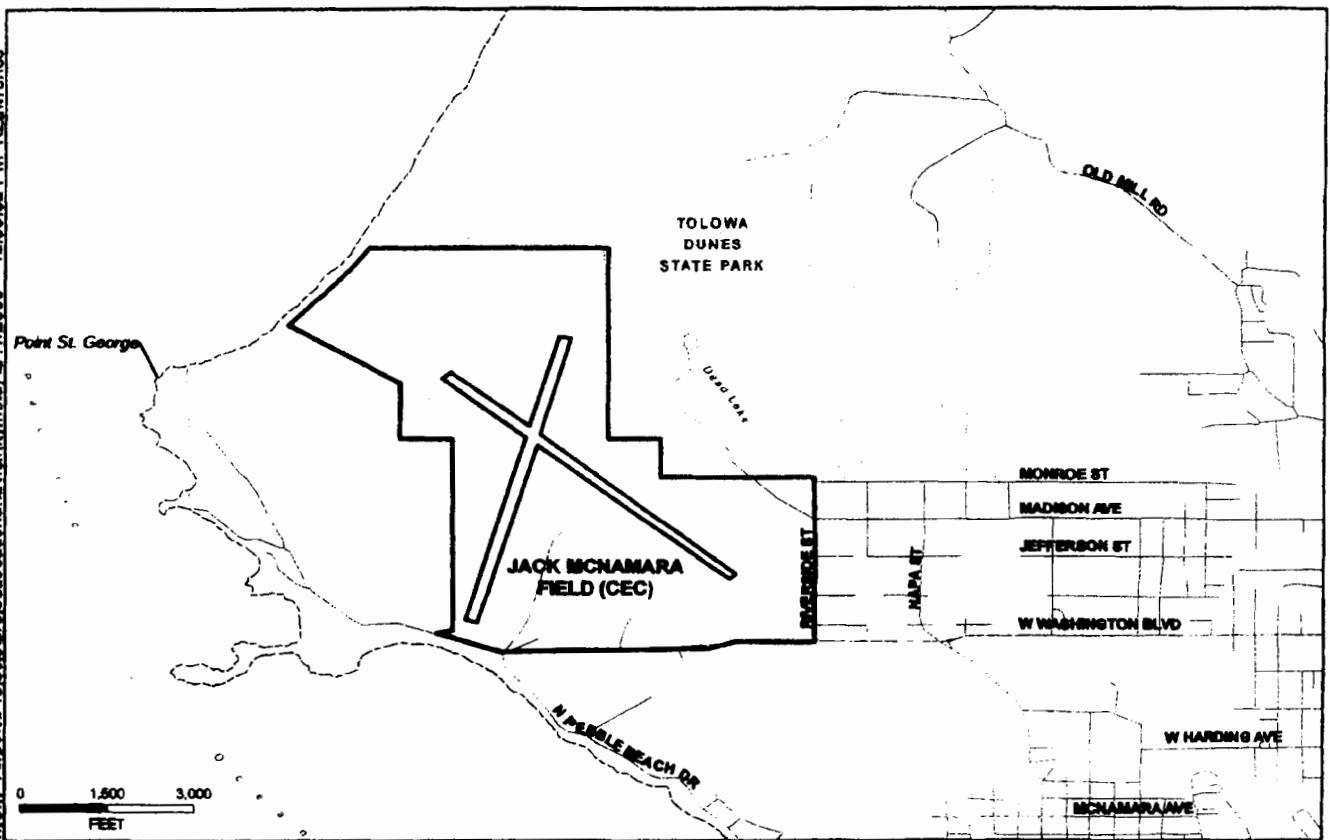 TOLOWA
DUNES
STATE PARK
OLD MILL RD
Point St. George
Dead Lake
MONROE ST
MADISON AVE
JEFFERSON ST
JACK MCNAMARA
FIELD (CEC)
RIVERSIDE ST
NAPA ST
W WASHINGTON BLVD
N PEBBLE BEACH DR
W HARDING AVE
MCNAMARA AVE
0 1,500 3,000
FEET